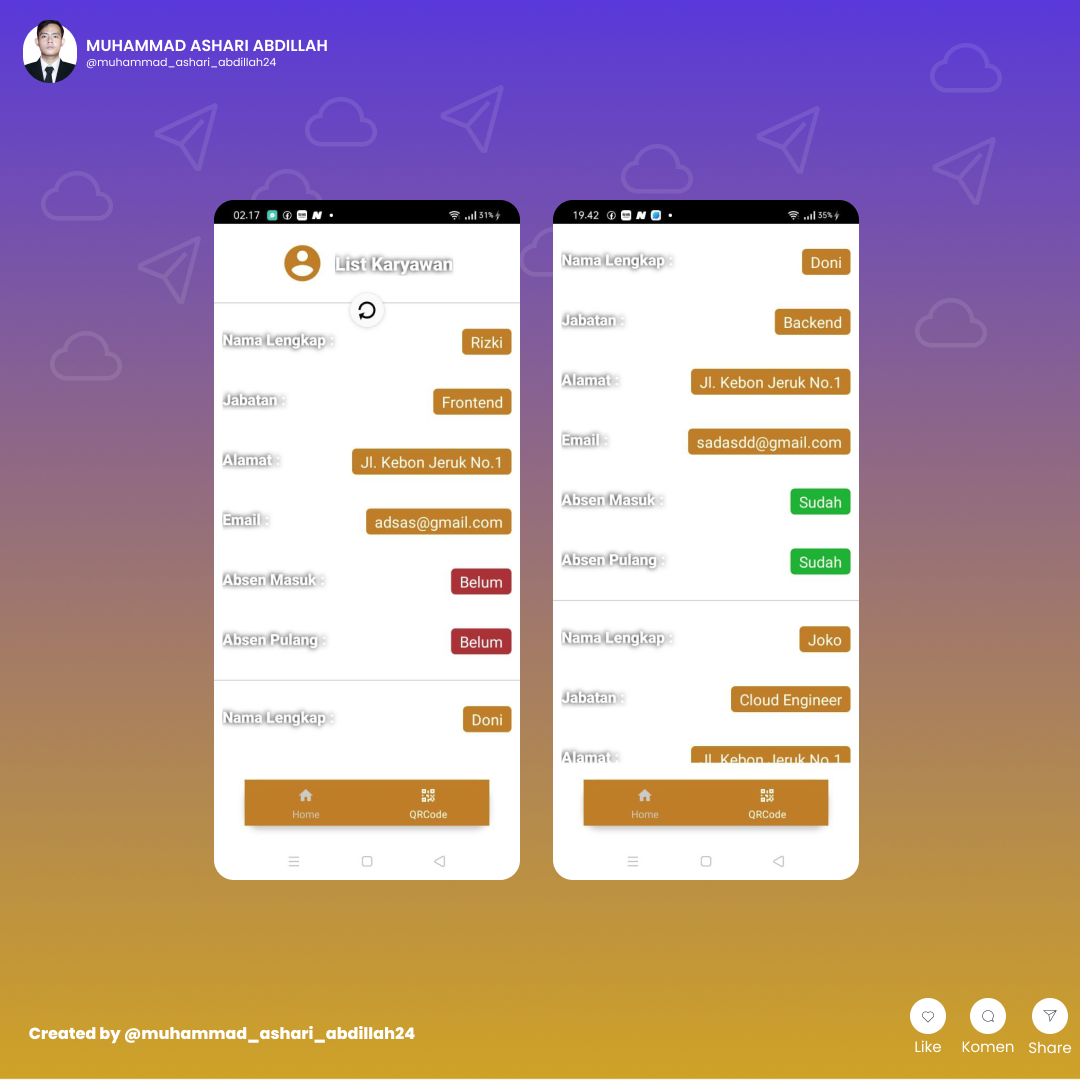 MUHAMMAD ASHARI ABDILLAH
@muhammad_ashari_abdillah24
02.17
31%
List Karyawan
Nama Lengkap : Rizki
Jabatan : Frontend
Alamat : Jl. Kebon Jeruk No.1
Email : adsas@gmail.com
Absen Masuk : Belum
Absen Pulang : Belum
Nama Lengkap : Doni
Home QRCode
19.42
35%
Nama Lengkap : Doni
Jabatan : Backend
Alamat : Jl. Kebon Jeruk No.1
Email : sadasdd@gmail.com
Absen Masuk : Sudah
Absen Pulang : Sudah
Nama Lengkap : Joko
Jabatan : Cloud Engineer
Alamat : Jl. Kebon Jeruk No.1
Home QRCode
Created by @muhammad_ashari_abdillah24
Like Komen Share